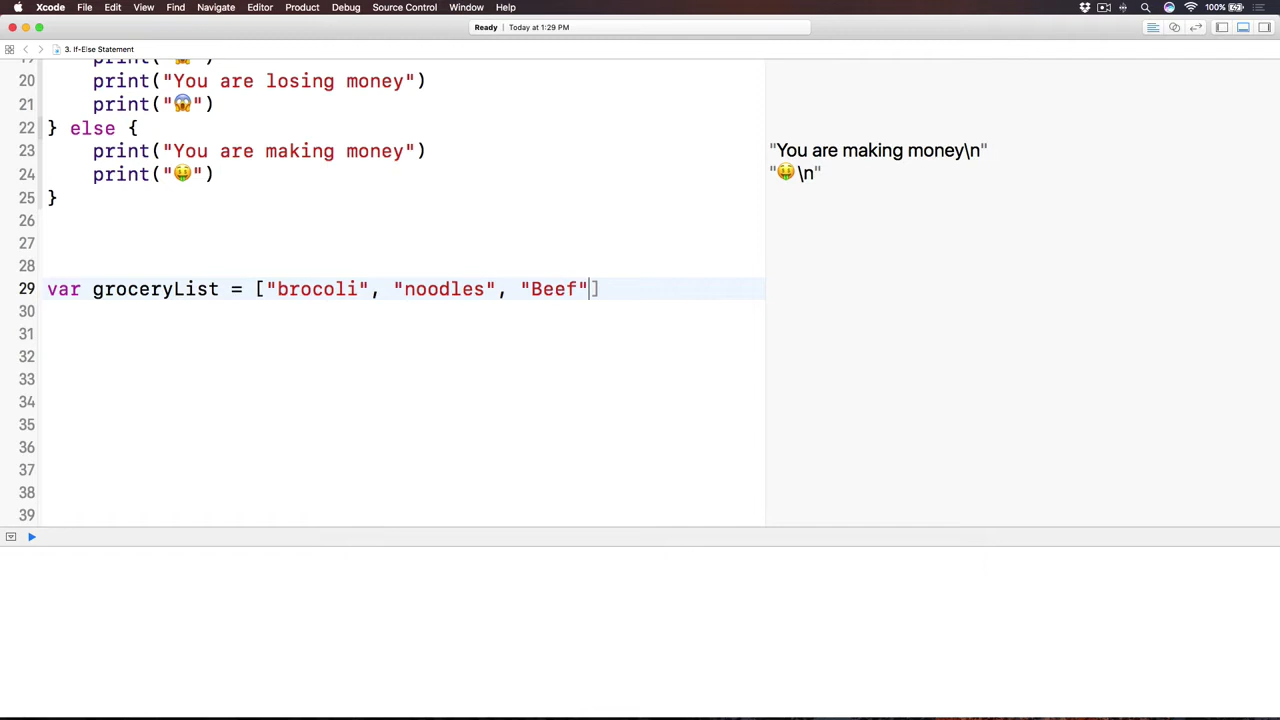 Xcode File Edit View Find Navigate Editor Product Debug Source Control Window Help 100%
Ready Today at 1:29 PM
3. If-Else Statement
19 print("😱")
20 print("You are losing money")
21 print("😱")
22 } else {
23 print("You are making money") "You are making money\n"
24 print("🤑") "🤑\n"
25 }
26
27
28
29 var groceryList = ["brocoli", "noodles", "Beef"]
30
31
32
33
34
35
36
37
38
39